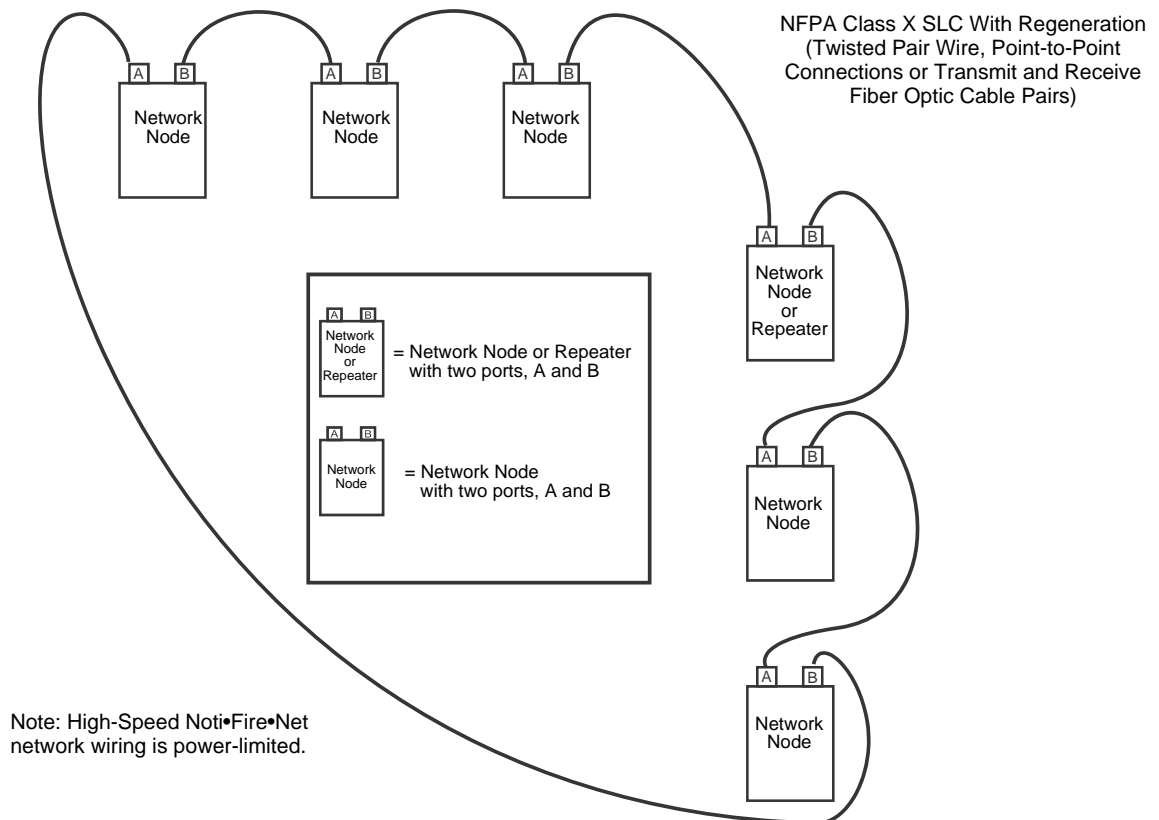 NFPA Class X SLC With Regeneration
(Twisted Pair Wire, Point-to-Point
Connections or Transmit and Receive
Fiber Optic Cable Pairs)
A B
Network
Node
A B
Network
Node
A B
Network
Node
A B
Network
Node
or
Repeater
A B
Network
Node
or
Repeater
= Network Node or Repeater
with two ports, A and B
A B
Network
Node
= Network Node
with two ports, A and B
A B
Network
Node
A B
Network
Node
Note: High-Speed Noti•Fire•Net
network wiring is power-limited.